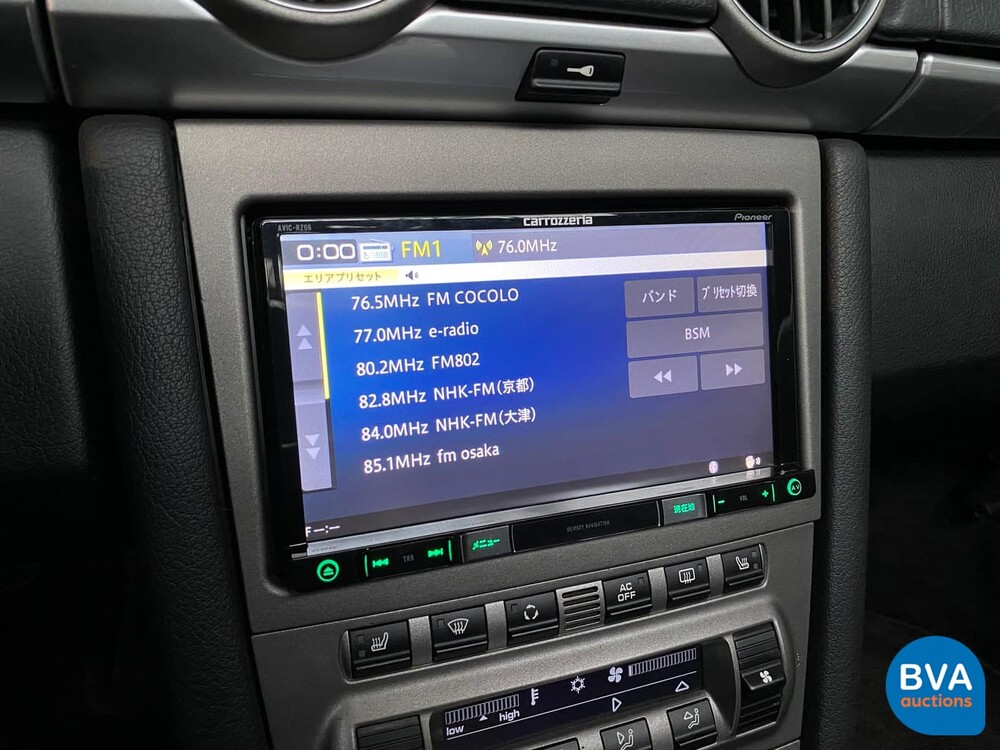 carrozzeria
Pioneer
AVIC-RZ06
0:00 FM1 76.0MHz
エリアプリセット
76.5MHz FM COCOLO
77.0MHz e-radio
80.2MHz FM802
82.8MHz NHK-FM(京都)
84.0MHz NHK-FM(大津)
85.1MHz fm osaka
バンド
プリセット切換
BSM
F --:--
TRK
メニュー
現在地
- VOL +
AV
AC
OFF
low
high
BVA
auctions